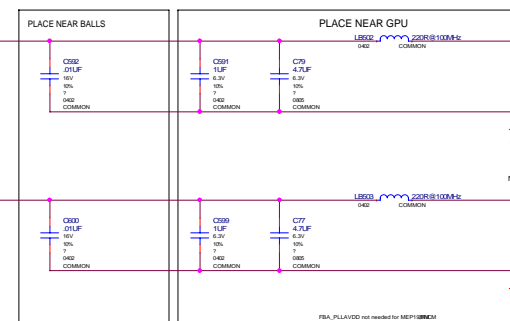 PLACE NEAR BALLS
PLACE NEAR GPU
LB502
220R@100MHz
0402
COMMON
C592
.01UF
16V
10%
?
0402
COMMON
C591
1UF
6.3V
10%
?
0402
COMMON
C79
4.7UF
6.3V
10%
?
0805
COMMON
LB503
220R@100MHz
0402
COMMON
C600
.01UF
16V
10%
?
0402
COMMON
C599
1UF
6.3V
10%
?
0402
COMMON
C77
4.7UF
6.3V
10%
?
0805
COMMON
FBA_PLLAVDD not needed for